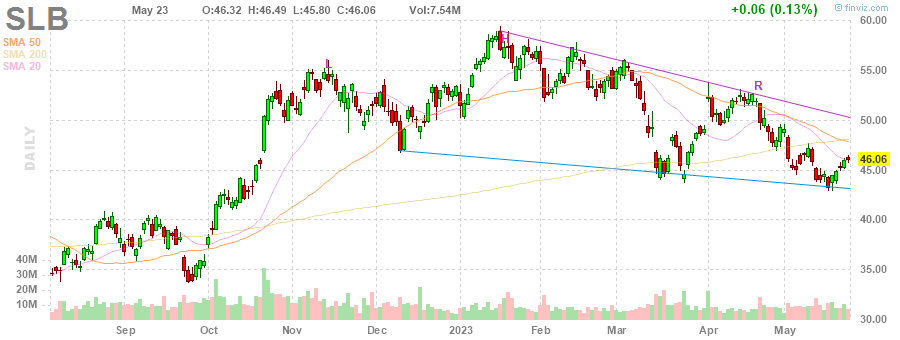 SLB May 23 O:46.32 H:46.49 L:45.80 C:46.06 Vol:7.54M +0.06 (0.13%) finviz.com
SMA 50
SMA 200
SMA 20
DAILY
60.00
55.00
50.00
46.06
45.00
40.00
35.00
30.00
40M
30M
20M
10M
R
Sep Oct Nov Dec 2023 Feb Mar Apr May